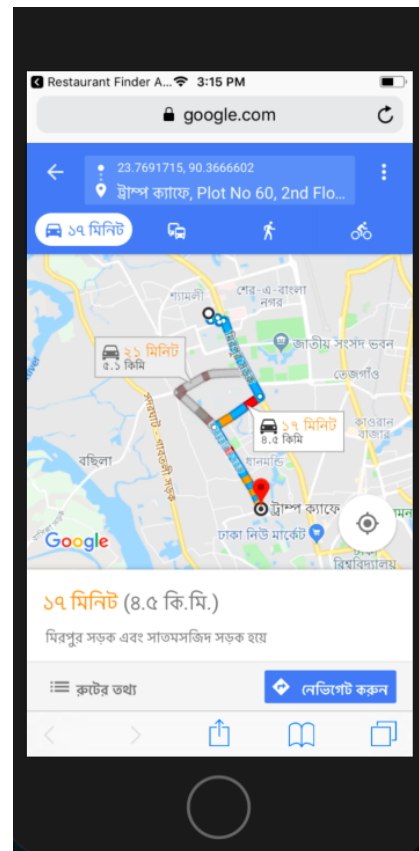 Restaurant Finder A... 3:15 PM
google.com
23.7691715, 90.3666602
ট্রাম্প ক্যাফে, Plot No 60, 2nd Flo...
১৭ মিনিট
শ্যামলী
শের-এ-বাংলা
নগর
জাতীয় সংসদ ভবন
২১ মিনিট
৫.১ কিমি
তেজগাঁও
১৭ মিনিট
৪.৫ কিমি
কাওরান
বাজার
বছিলা
ধানমন্ডি
ট্রাম্প ক্যাফে
Google
ঢাকা নিউ মার্কেট
বিশ্ববিদ্যালয়
১৭ মিনিট (৪.৫ কি.মি.)
মিরপুর সড়ক এবং সাতমসজিদ সড়ক হয়ে
রুটের তথ্য
নেভিগেট করুন